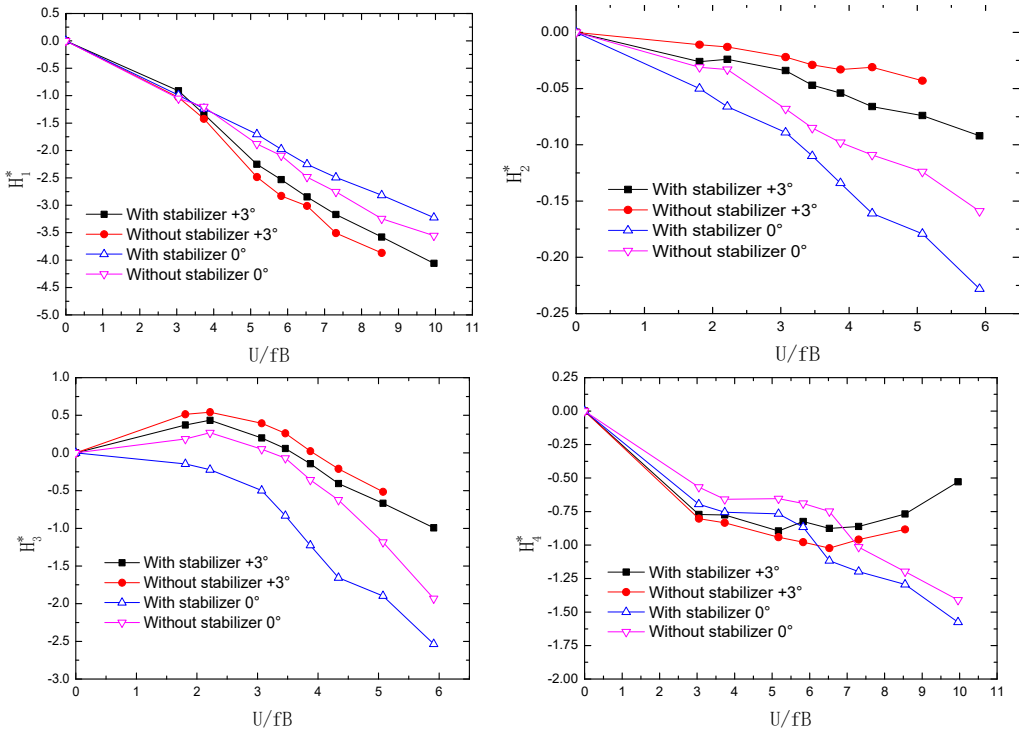 0.5
0.0
-0.5
-1.0
-1.5
-2.0
-2.5
-3.0
-3.5
-4.0
-4.5
-5.0
H*1
With stabilizer +3°
Without stabilizer +3°
With stabilizer 0°
Without stabilizer 0°
0 1 2 3 4 5 6 7 8 9 10 11
U/fB
0.00
-0.05
-0.10
-0.15
-0.20
-0.25
H*2
With stabilizer +3°
Without stabilizer +3°
With stabilizer 0°
Without stabilizer 0°
0 1 2 3 4 5 6
U/fB
1.0
0.5
0.0
-0.5
-1.0
-1.5
-2.0
-2.5
-3.0
H*3
With stabilizer +3°
Without stabilizer +3°
With stabilizer 0°
Without stabilizer 0°
0 1 2 3 4 5 6
U/fB
0.25
0.00
-0.25
-0.50
-0.75
-1.00
-1.25
-1.50
-1.75
-2.00
H*4
With stabilizer +3°
Without stabilizer +3°
With stabilizer 0°
Without stabilizer 0°
0 1 2 3 4 5 6 7 8 9 10 11
U/fB